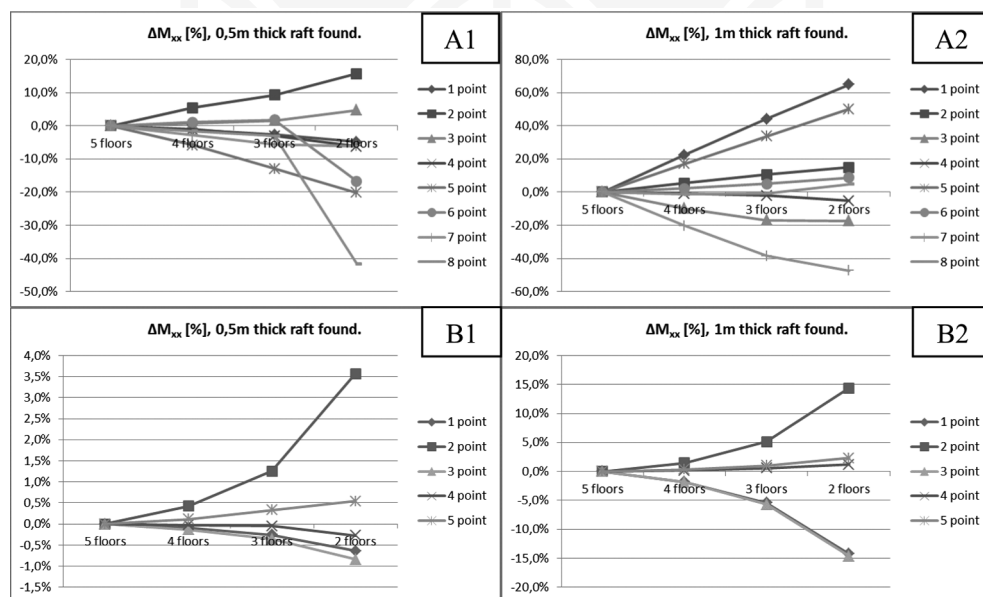 ΔMxx [%], 0,5m thick raft found.
A1
20,0%
10,0%
0,0%
-10,0%
-20,0%
-30,0%
-40,0%
-50,0%
5 floors
4 floors
3 floors
2 floors
1 point
2 point
3 point
4 point
5 point
6 point
7 point
8 point
ΔMxx [%], 1m thick raft found.
A2
80,0%
60,0%
40,0%
20,0%
0,0%
-20,0%
-40,0%
-60,0%
5 floors
4 floors
3 floors
2 floors
1 point
2 point
3 point
4 point
5 point
6 point
7 point
8 point
ΔMxx [%], 0,5m thick raft found.
B1
4,0%
3,5%
3,0%
2,5%
2,0%
1,5%
1,0%
0,5%
0,0%
-0,5%
-1,0%
-1,5%
5 floors
4 floors
3 floors
2 floors
1 point
2 point
3 point
4 point
5 point
ΔMxx [%], 1m thick raft found.
B2
20,0%
15,0%
10,0%
5,0%
0,0%
-5,0%
-10,0%
-15,0%
-20,0%
5 floors
4 floors
3 floors
2 floors
1 point
2 point
3 point
4 point
5 point